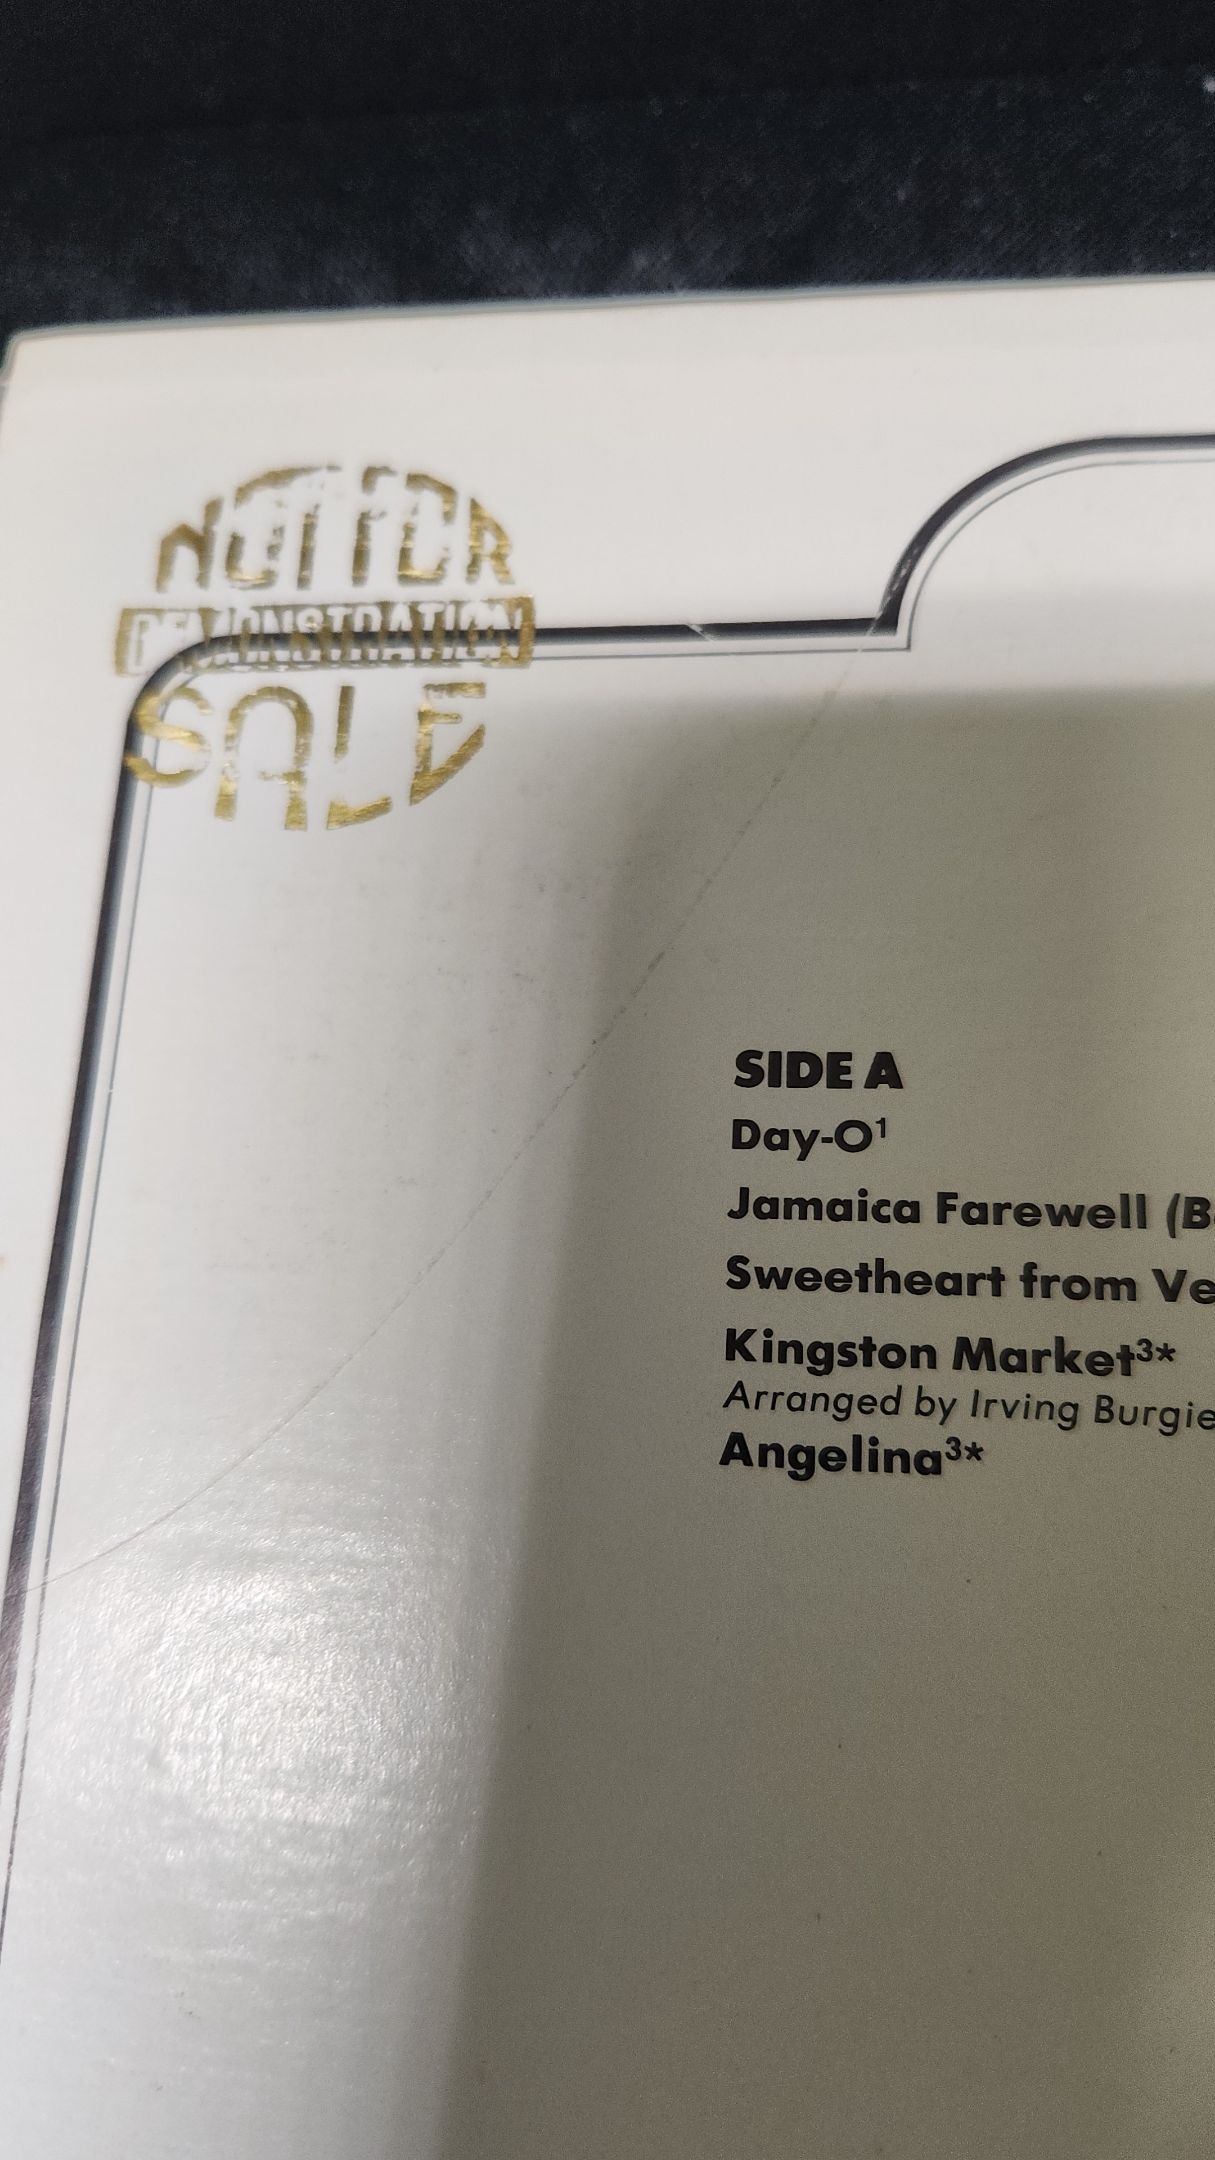 NOT FOR
DEMONSTRATION
SALE
SIDE A
Day-O¹
Jamaica Farewell
Sweetheart from
Kingston Market³*
Arranged by Irving
Angelina³*